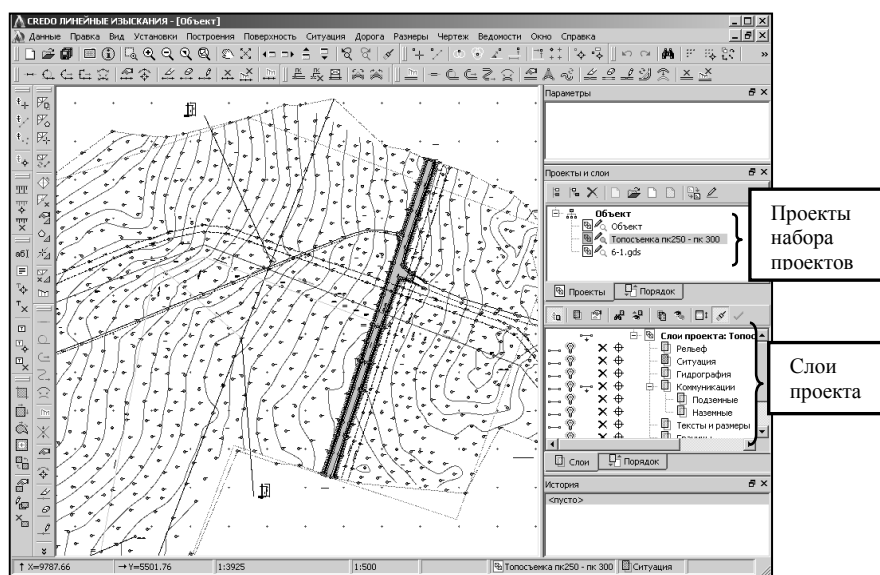 CREDO ЛИНЕЙНЫЕ ИЗЫСКАНИЯ - [Объект]
Данные Правка Вид Установки Построения Поверхность Ситуация Дорога Размеры Чертеж Ведомости Окно Справка
Параметры
Проекты и слои
Объект
Объект
Топосъемка пк250 - пк 300
6-1.gds
Проекты
набора
проектов
Проекты Порядок
Слои проекта: Топос
Рельеф
Ситуация
Гидрография
Коммуникации
Подземные
Наземные
Тексты и размеры
Границы
Слои
проекта
Слои Порядок
История
<пусто>
X=9787.66 Y=5501.76 1:3925 1:500 Топосъемка пк250 - пк 300 Ситуация